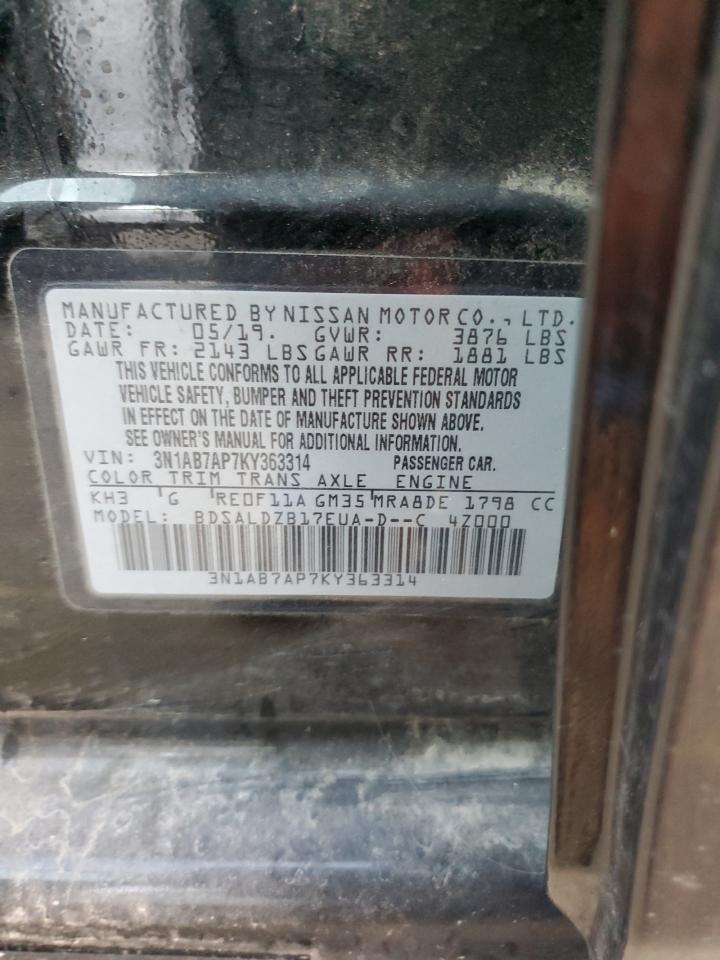 MANUFACTURED BY NISSAN MOTOR CO., LTD.
DATE: 05/19. GVWR: 3876 LBS
GAWR FR: 2143 LBS GAWR RR: 1881 LBS
THIS VEHICLE CONFORMS TO ALL APPLICABLE FEDERAL MOTOR
VEHICLE SAFETY, BUMPER AND THEFT PREVENTION STANDARDS
IN EFFECT ON THE DATE OF MANUFACTURE SHOWN ABOVE.
SEE OWNER'S MANUAL FOR ADDITIONAL INFORMATION.
VIN: 3N1AB7AP7KY363314 PASSENGER CAR.
COLOR TRIM TRANS AXLE ENGINE
KH3 G RE0F11A GM35 MRA8DE 1798 CC
MODEL: BDSALDZB17EUA-D--C 4Z000
3N1AB7AP7KY363314